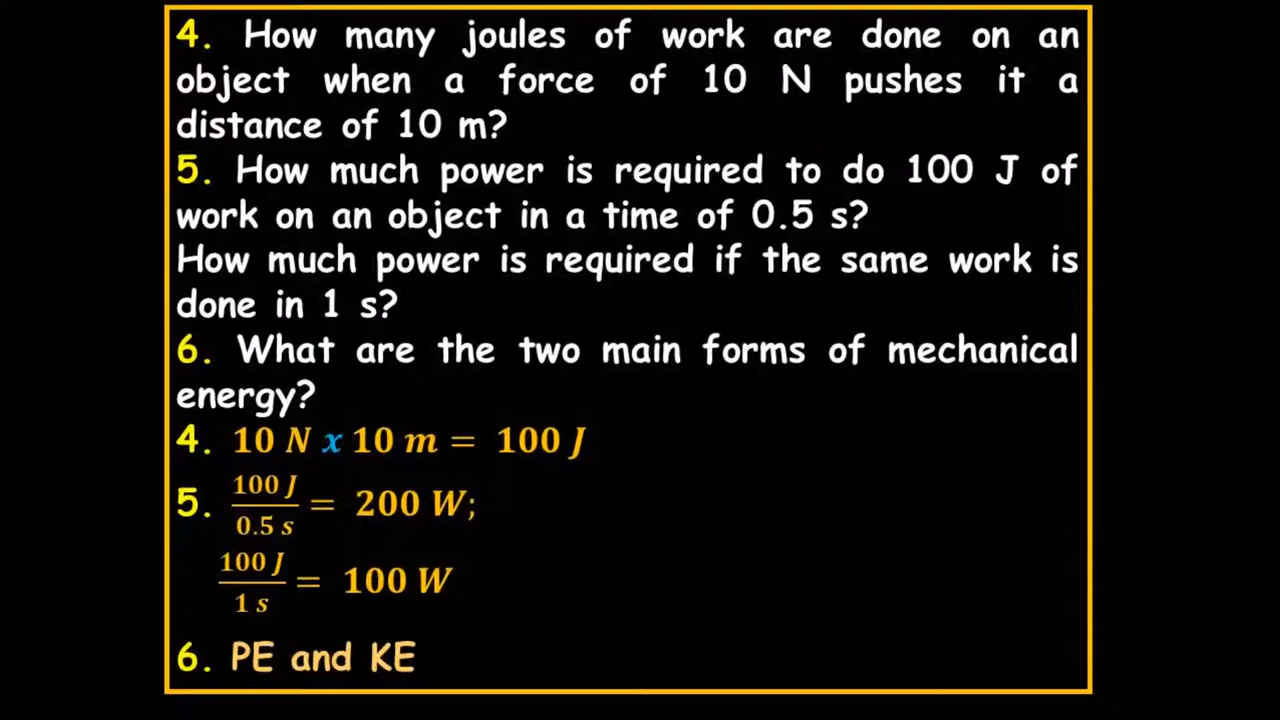 4. How many joules of work are done on an
object when a force of 10 N pushes it a
distance of 10 m?
5. How much power is required to do 100 J of
work on an object in a time of 0.5 s?
How much power is required if the same work is
done in 1 s?
6. What are the two main forms of mechanical
energy?
4. 10 N x 10 m = 100 J
5. 100 J / 0.5 s = 200 W;
100 J / 1 s = 100 W
6. PE and KE